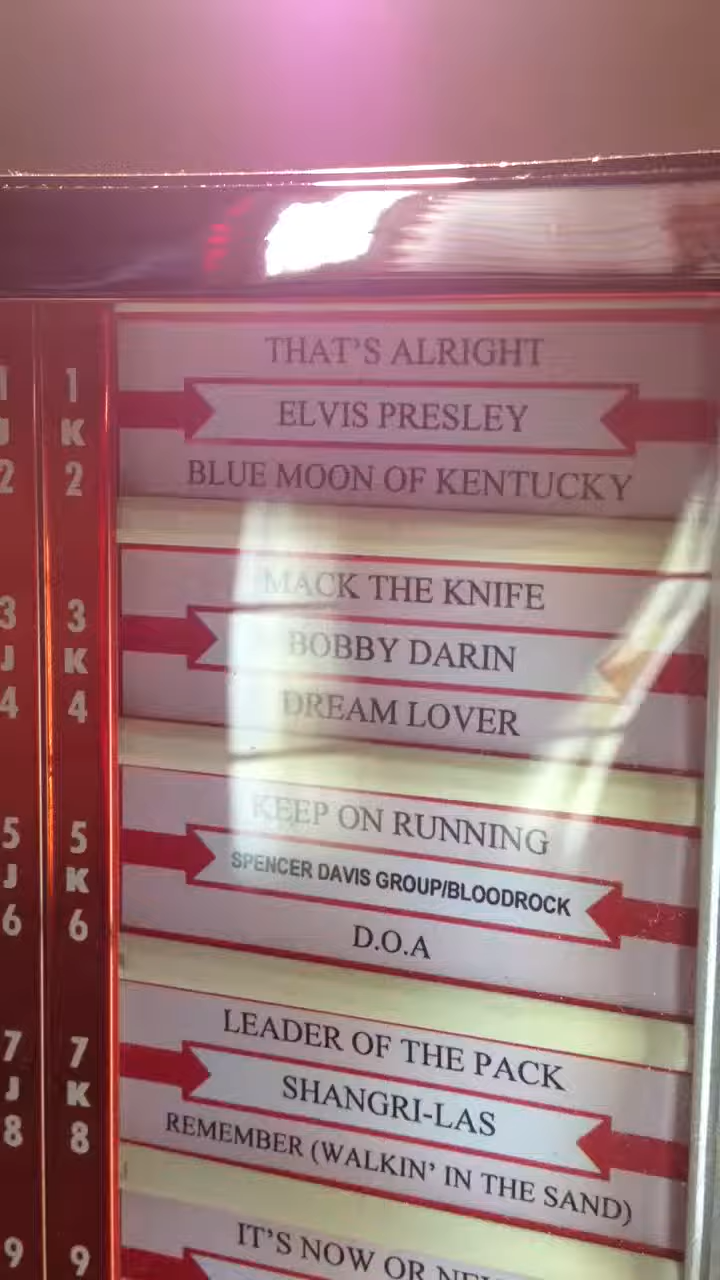 THAT'S ALRIGHT
1
1
ELVIS PRESLEY
J
K
BLUE MOON OF KENTUCKY
2
2
MACK THE KNIFE
3
3
BOBBY DARIN
J
K
DREAM LOVER
4
4
KEEP ON RUNNING
5
5
SPENCER DAVIS GROUP/BLOODROCK
J
K
D.O.A
6
6
LEADER OF THE PACK
7
7
SHANGRI-LAS
J
K
REMEMBER (WALKIN' IN THE SAND)
8
8
IT'S NOW OR
9
9